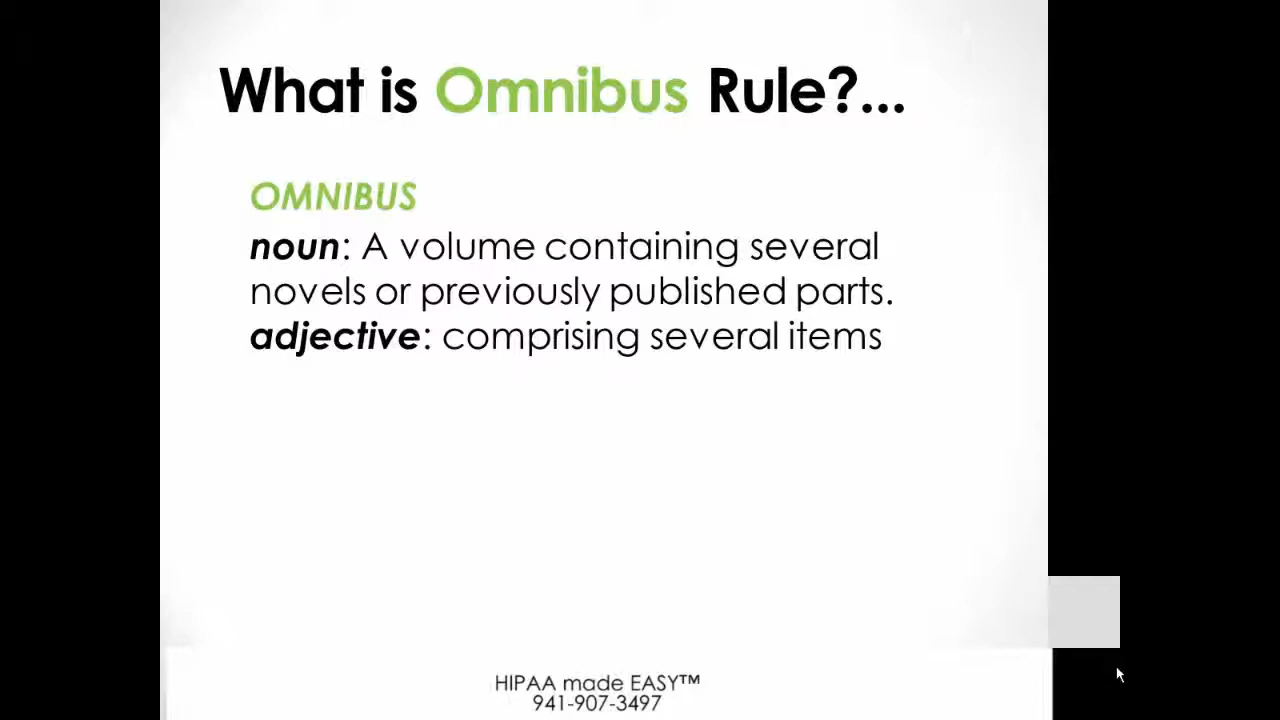 What is Omnibus Rule?...
OMNIBUS
noun: A volume containing several
novels or previously published parts.
adjective: comprising several items
HIPAA made EASY™
941-907-3497